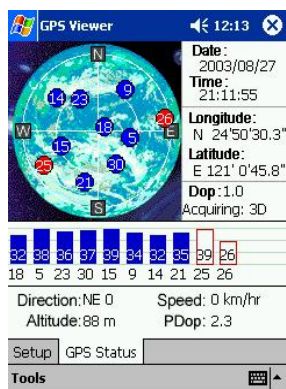 GPS Viewer 12:13
N
14 23 9
18 26
W 5 E
15
25 30
21
S
Date:
2003/08/27
Time:
21:11:55
Longitude:
N 24'50'30.3"
Latitude:
E 121' 0'45.8"
Dop:1.0
Acquiring: 3D
32 38 36 37 39 34 32 35 39 26
18 5 23 30 15 9 14 21 25 26
Direction:NE 0 Speed: 0 km/hr
Altitude:88 m PDop: 2.3
Setup GPS Status
Tools